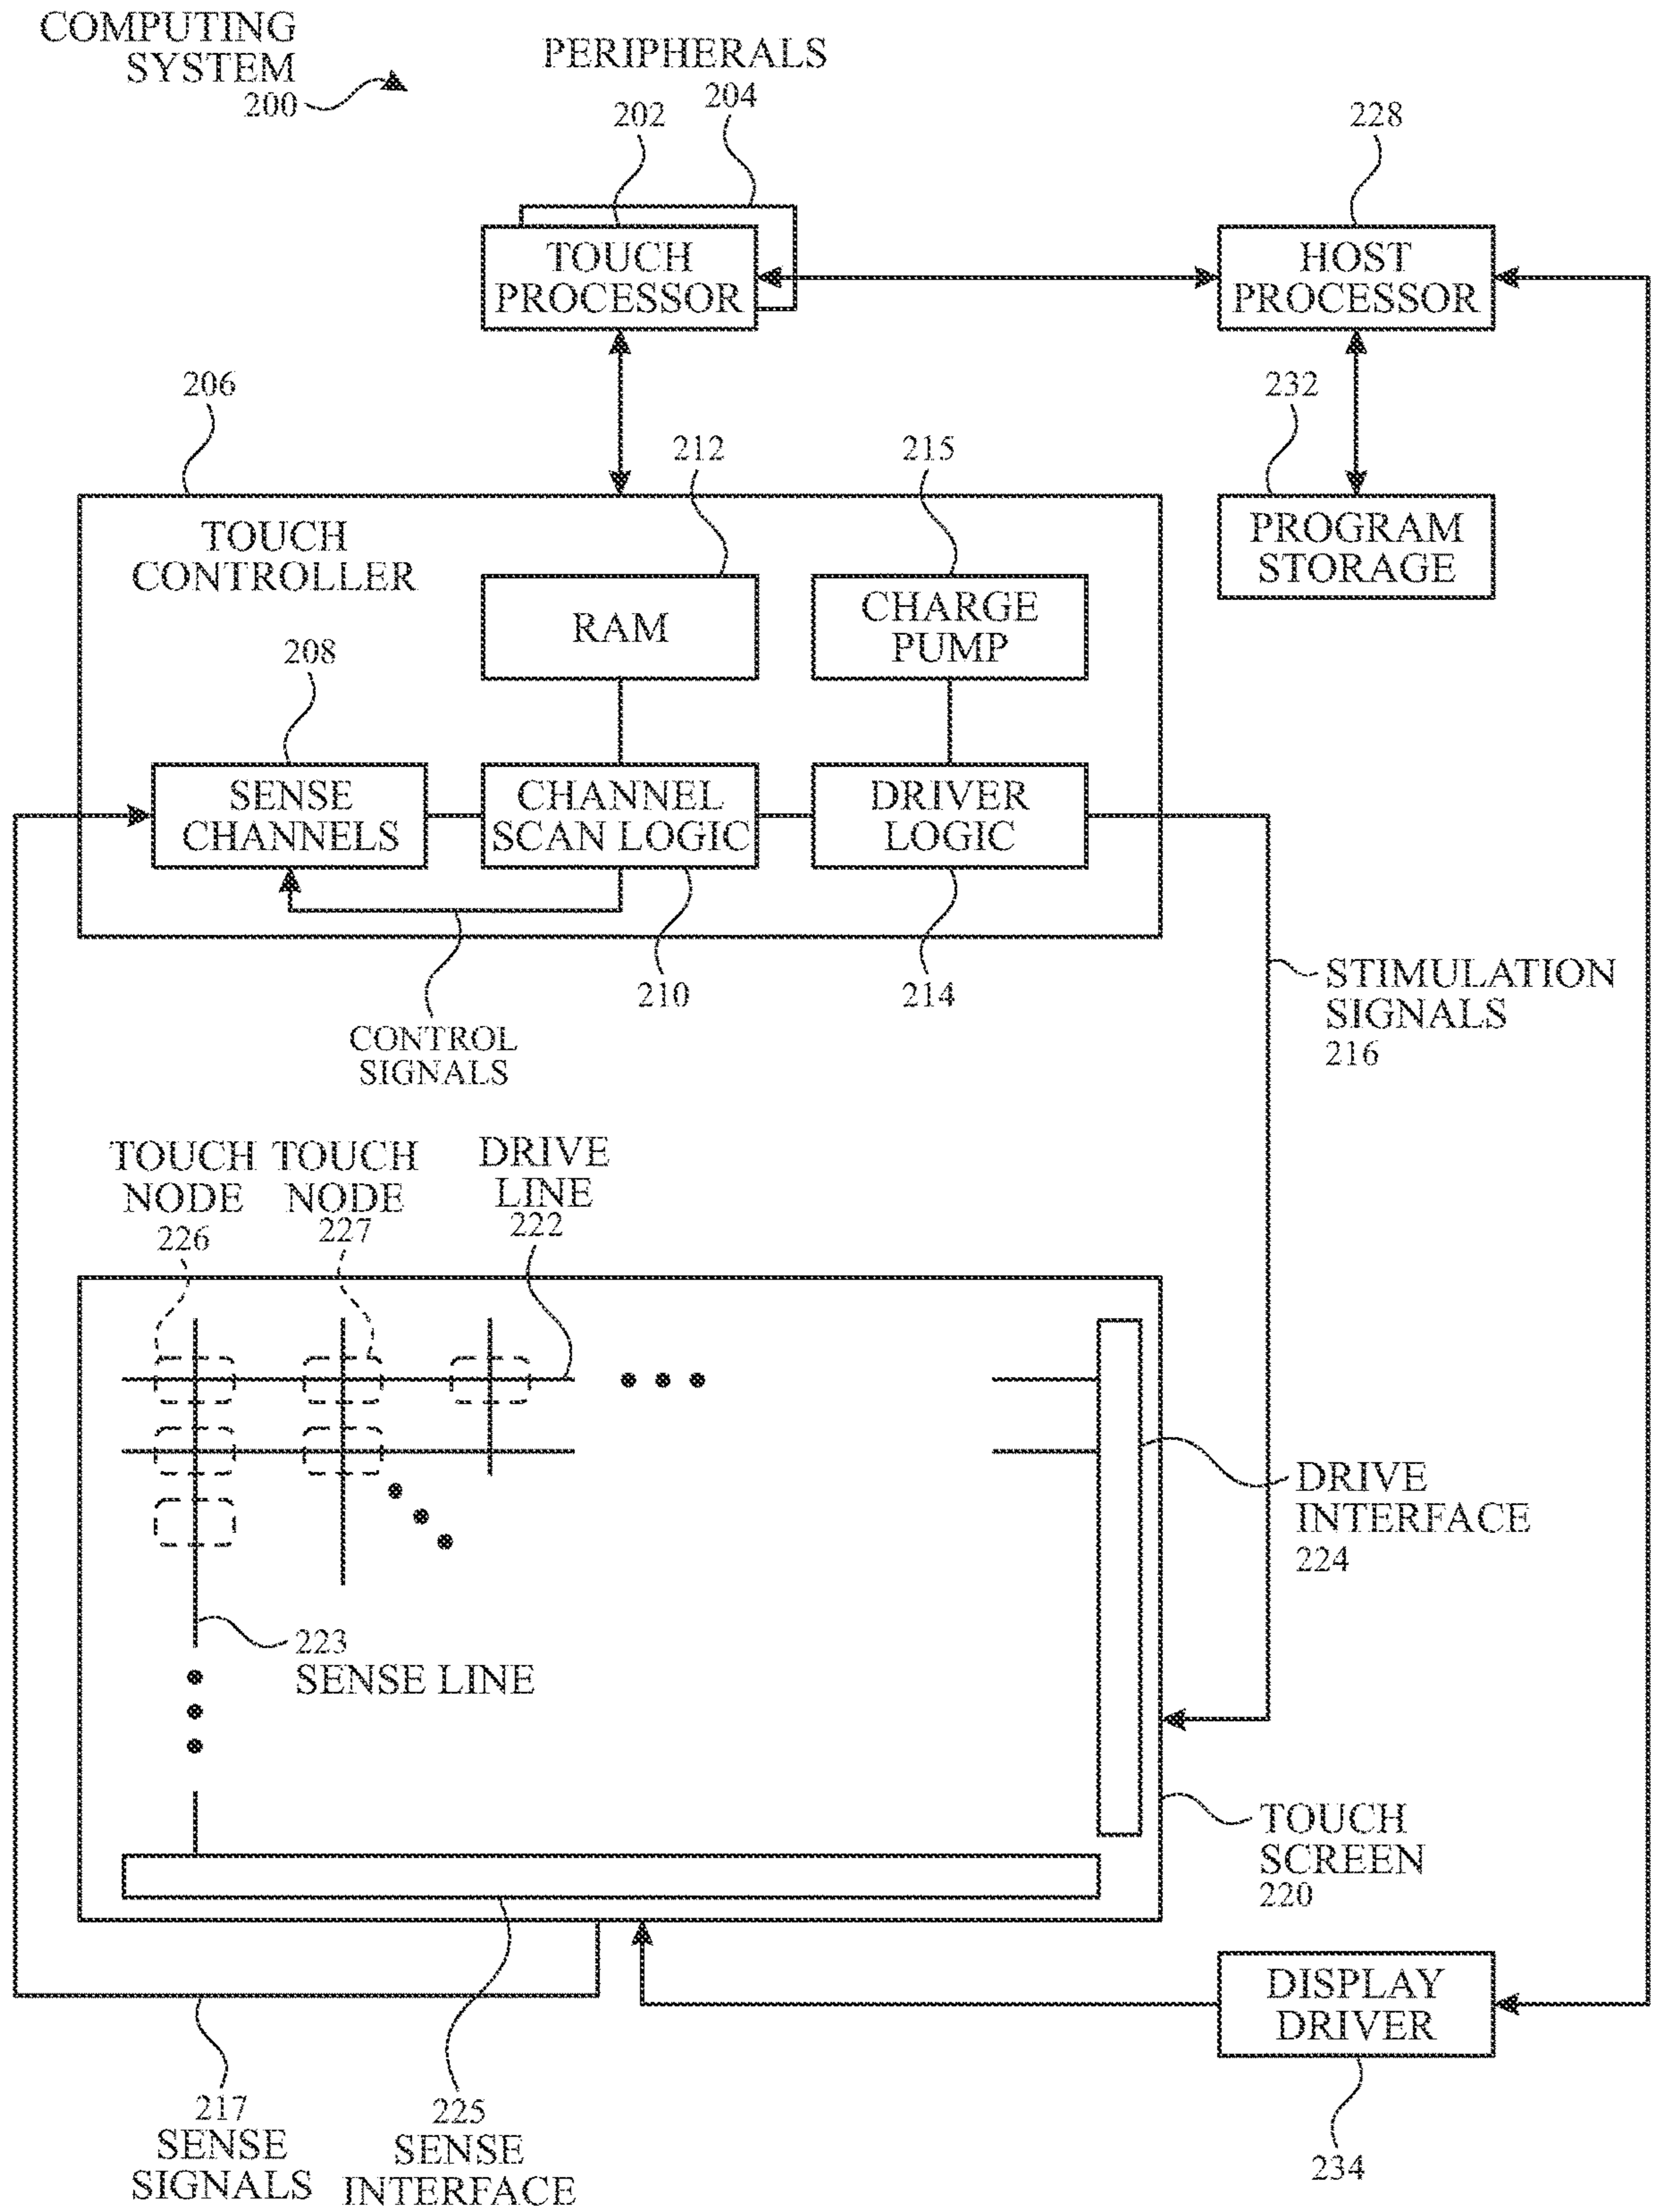 COMPUTING
SYSTEM
200
PERIPHERALS
204
202
228
TOUCH
PROCESSOR
HOST
PROCESSOR
206
232
212
215
TOUCH
CONTROLLER
PROGRAM
STORAGE
RAM
CHARGE
PUMP
208
SENSE
CHANNELS
CHANNEL
SCAN LOGIC
DRIVER
LOGIC
210
214
STIMULATION
SIGNALS
216
CONTROL
SIGNALS
TOUCH
NODE
226
TOUCH
NODE
227
DRIVE
LINE
222
DRIVE
INTERFACE
224
223
SENSE LINE
TOUCH
SCREEN
220
DISPLAY
DRIVER
217
SENSE
SIGNALS
225
SENSE
INTERFACE
234